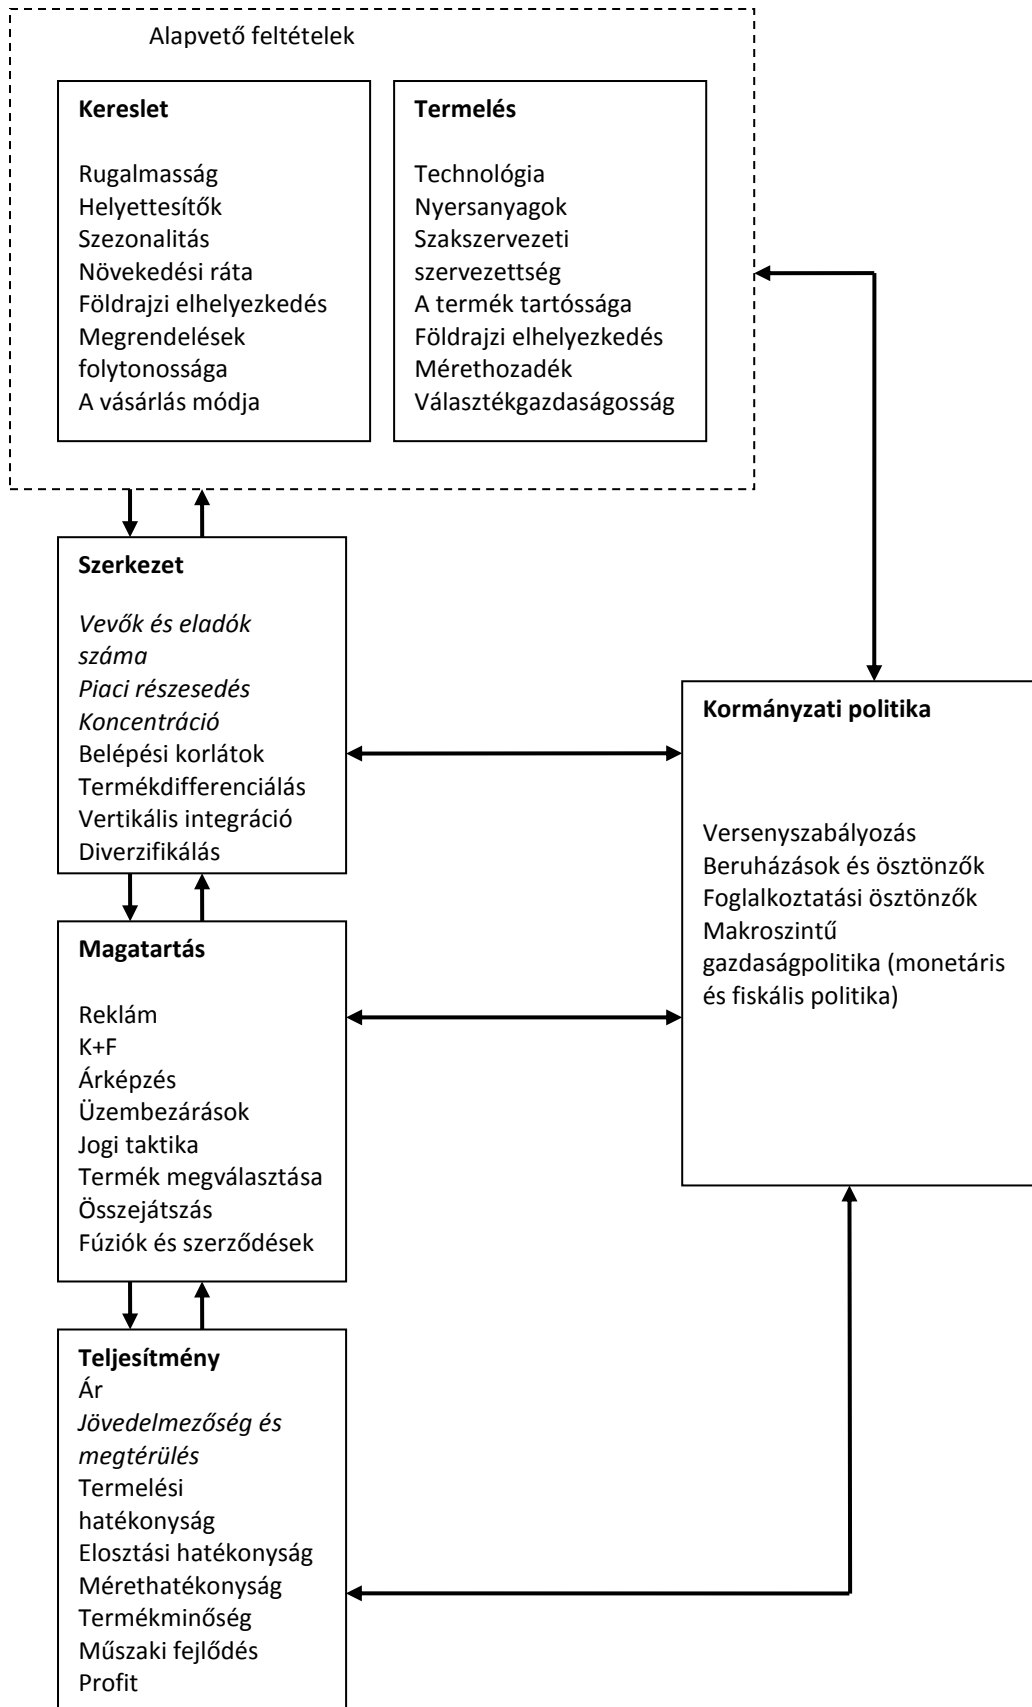 Alapvető feltételek
Kereslet
Rugalmasság
Helyettesítők
Szezonalitás
Növekedési ráta
Földrajzi elhelyezkedés
Megrendelések
folytonossága
A vásárlás módja
Termelés
Technológia
Nyersanyagok
Szakszervezeti
szervezettség
A termék tartóssága
Földrajzi elhelyezkedés
Mérethozadék
Választékgazdaságosság
Szerkezet
Vevők és eladók
száma
Piaci részesedés
Koncentráció
Belépési korlátok
Termékdifferenciálás
Vertikális integráció
Diverzifikálás
Kormányzati politika
Versenyszabályozás
Beruházások és ösztönzők
Foglalkoztatási ösztönzők
Makroszintű
gazdaságpolitika (monetáris
és fiskális politika)
Magatartás
Reklám
K+F
Árképzés
Üzembezárások
Jogi taktika
Termék megválasztása
Összejátszás
Fúziók és szerződések
Teljesítmény
Ár
Jövedelmezőség és
megtérülés
Termelési
hatékonyság
Elosztási hatékonyság
Mérethatékonyság
Termékminőség
Műszaki fejlődés
Profit